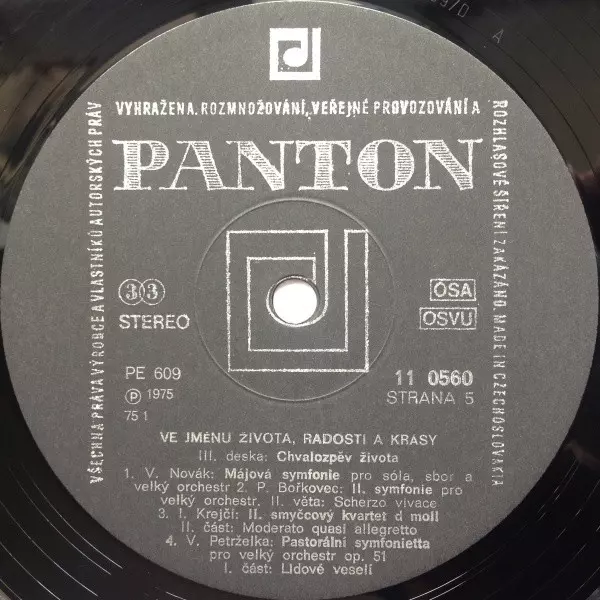 VŠECHNA PRÁVA VÝROBCE A VLASTNÍKŮ AUTORSKÝCH PRÁV
VYHRAŽENA. ROZMNOŽOVÁNÍ, VEŘEJNÉ PROVOZOVÁNÍ A
ROZHLASOVÉ ŠÍŘENÍ ZAKÁZÁNO. MADE IN CZECHOSLOVAKIA
PANTON
33
STEREO
OSA
OSVU
PE 609
℗ 1975
75 1
11 0560
STRANA 5
VE JMÉNU ŽIVOTA, RADOSTI A KRÁSY
III. deska: Chvalozpěv života
1. V. Novák: Májová symfonie pro sóla, sbor a
velký orchestr 2. P. Bořkovec: II. symfonie pro
velký orchestr. II. věta: Scherzo vivace
3. I. Krejčí: II. smyčcový kvartet d moll
II. část: Moderato quasi allegretto
4. V. Petrželka: Pastorální symfonietta
pro velký orchestr op. 51
I. část: Lidové veselí
A